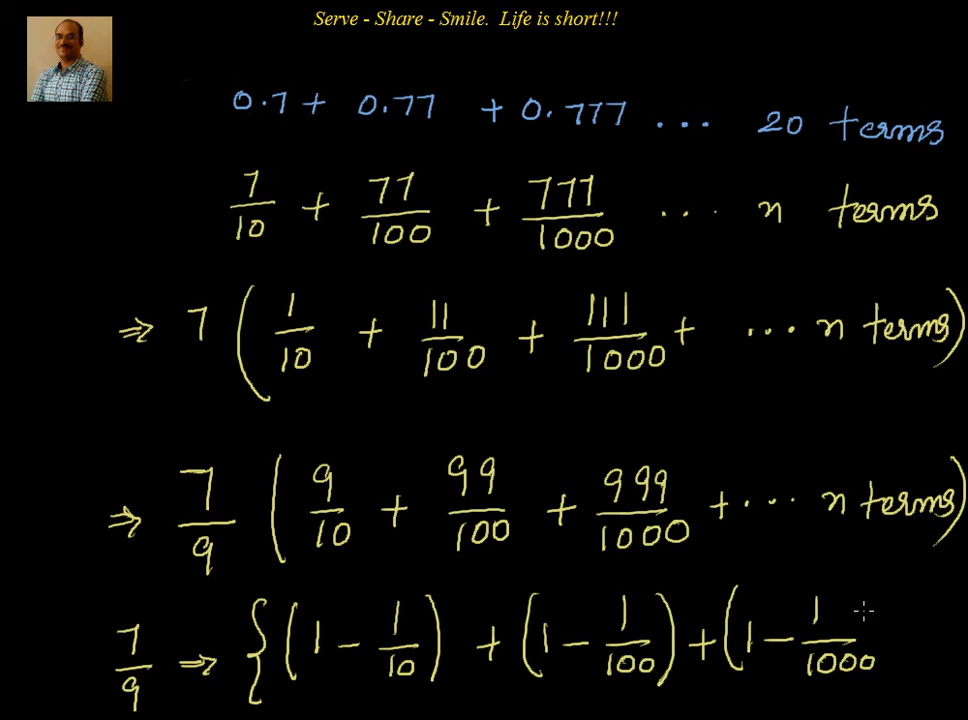 Serve - Share - Smile. Life is short!!!
0.7 + 0.77 + 0.777 ... 20 terms
7/10 + 77/100 + 777/1000 ... n terms
⇒ 7 ( 1/10 + 11/100 + 111/1000 + ... n terms )
⇒ 7/9 ( 9/10 + 99/100 + 999/1000 + ... n terms )
7/9 ⇒ { ( 1 - 1/10 ) + ( 1 - 1/100 ) + ( 1 - 1/1000